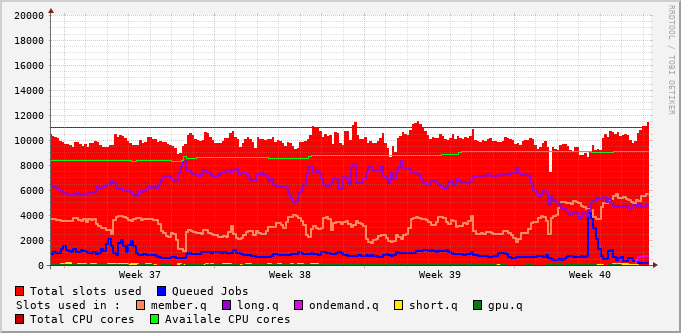 20000
18000
16000
14000
12000
10000
8000
6000
4000
2000
0
Week 37 Week 38 Week 39 Week 40
RRDTOOL / TOBI OETIKER
Total slots used Queued Jobs
Slots used in : member.q long.q ondemand.q short.q gpu.q
Total CPU cores Availale CPU cores